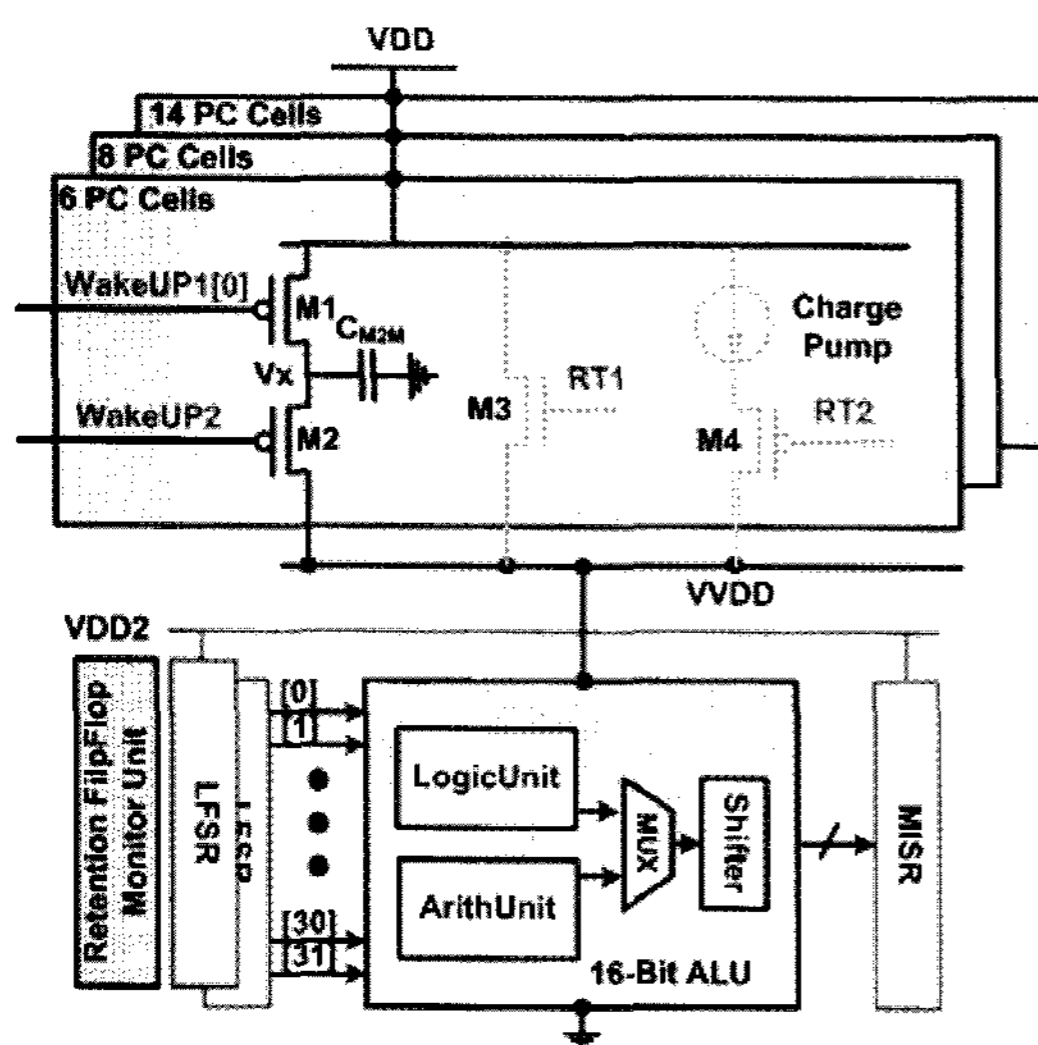 VDD
14 PC Cells
8 PC Cells
6 PC Cells
WakeUP1[0]
M1
CM2M
Charge
Pump
Vx
RT1
M3
WakeUP2
M2
M4
RT2
VVDD
VDD2
[0]
[1]
Retention FilpFlop
Monitor Unit
LFSR
LFSR
LogicUnit
MUX
Shifter
MISR
ArithUnit
[30]
[31]
16-Bit ALU